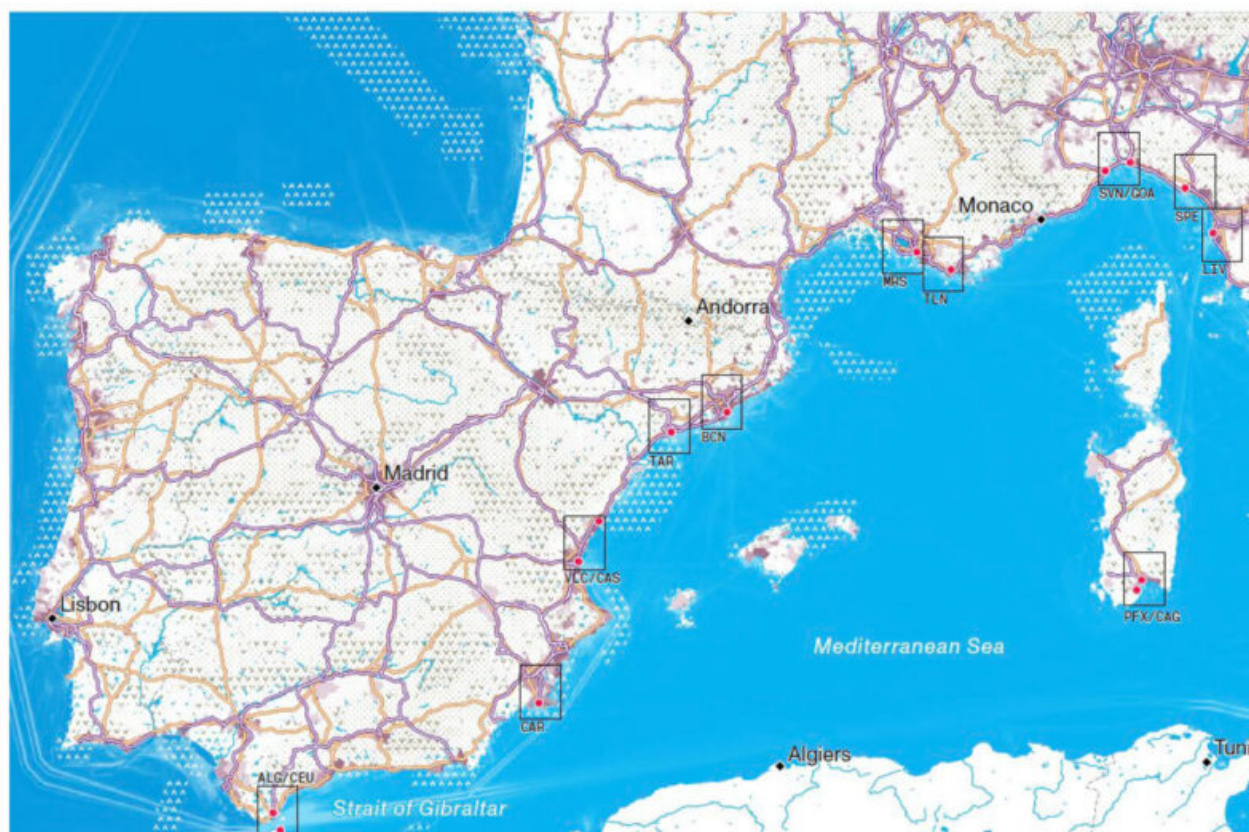 Monaco
SVN/GOA
SPE
LIV
MRS
TLN
Andorra
BCN
TAR
Madrid
VLC/CAS
Lisbon
PFX/CAG
Mediterranean Sea
CAR
Algiers
Tuni
ALG/CEU
Strait of Gibraltar